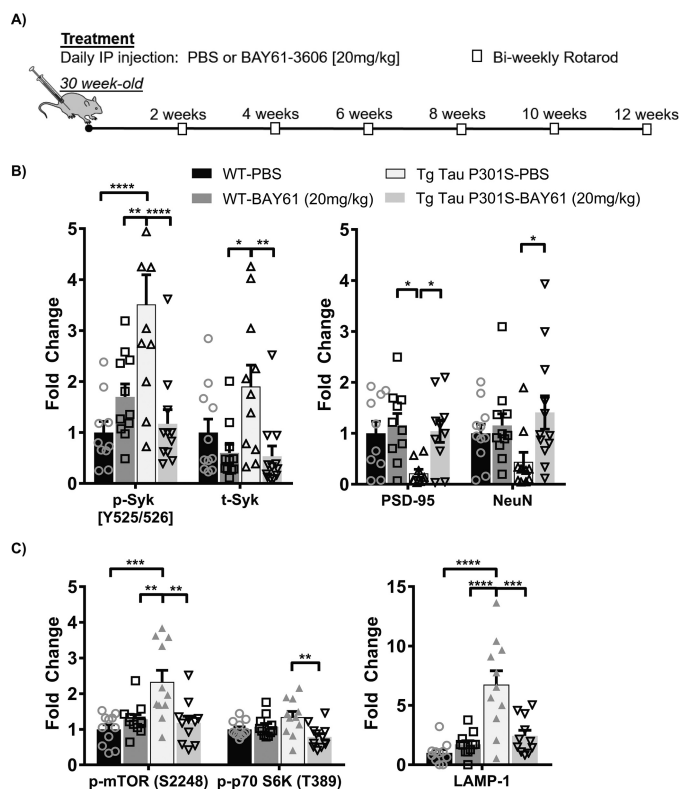 A)
Treatment
Daily IP injection: PBS or BAY61-3606 [20mg/kg]
Bi-weekly Rotarod
30 week-old
2 weeks 4 weeks 6 weeks 8 weeks 10 weeks 12 weeks
B)
WT-PBS
Tg Tau P301S-PBS
WT-BAY61 (20mg/kg)
Tg Tau P301S-BAY61 (20mg/kg)
Fold Change
5
4
3
2
1
0
****
** ****
* **
p-Syk
[Y525/526]
t-Syk
Fold Change
5
4
3
2
1
0
* *
*
PSD-95
NeuN
C)
Fold Change
5
4
3
2
1
0
***
** **
**
p-mTOR (S2248)
p-p70 S6K (T389)
Fold Change
15
10
5
0
****
**** ***
LAMP-1